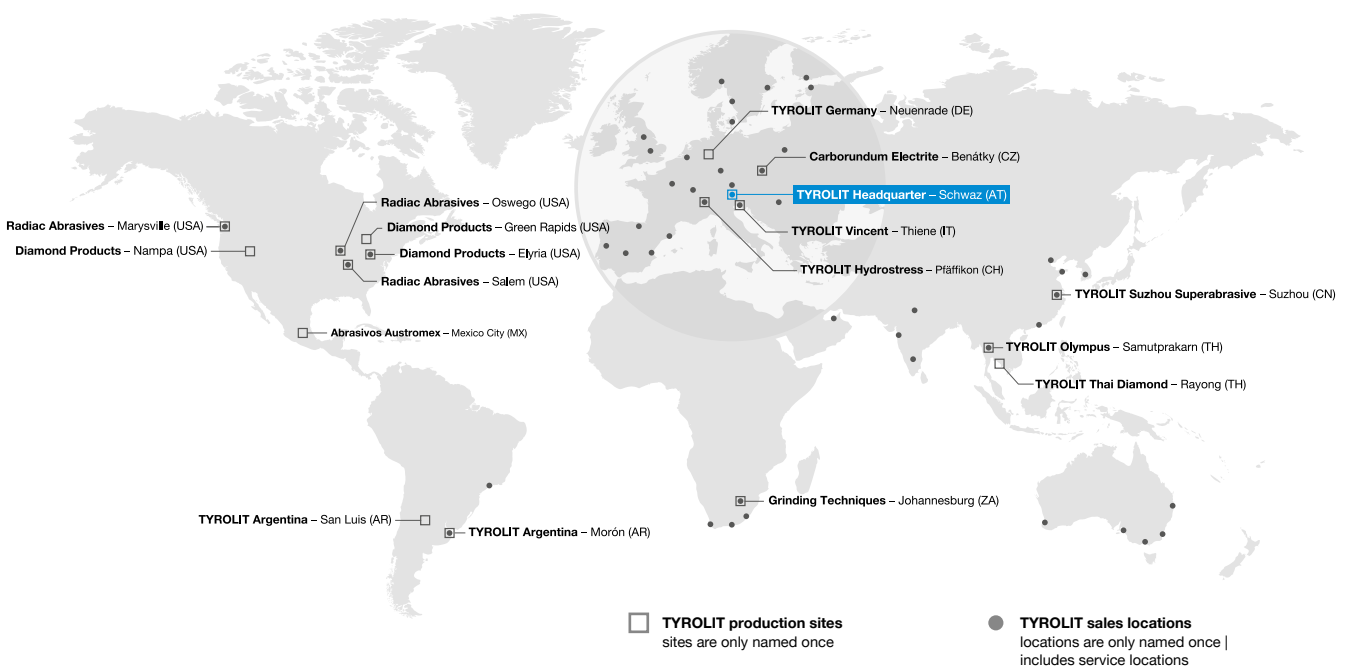 TYROLIT Germany – Neuenrade (DE)
Carborundum Electrite – Benátky (CZ)
TYROLIT Headquarter – Schwaz (AT)
Radiac Abrasives – Oswego (USA)
Radiac Abrasives – Marysville (USA)
Diamond Products – Green Rapids (USA)
TYROLIT Vincent – Thiene (IT)
Diamond Products – Nampa (USA)
Diamond Products – Elyria (USA)
TYROLIT Hydrostress – Pfäffikon (CH)
Radiac Abrasives – Salem (USA)
TYROLIT Suzhou Superabrasive – Suzhou (CN)
Abrasivos Austromex – Mexico City (MX)
TYROLIT Olympus – Samutprakarn (TH)
TYROLIT Thai Diamond – Rayong (TH)
Grinding Techniques – Johannesburg (ZA)
TYROLIT Argentina – San Luis (AR)
TYROLIT Argentina – Morón (AR)
TYROLIT production sites
sites are only named once
TYROLIT sales locations
locations are only named once |
includes service locations